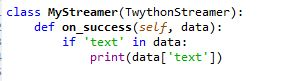 class MyStreamer(TwythonStreamer):
    def on_success(self, data):
        if 'text' in data:
            print(data['text'])